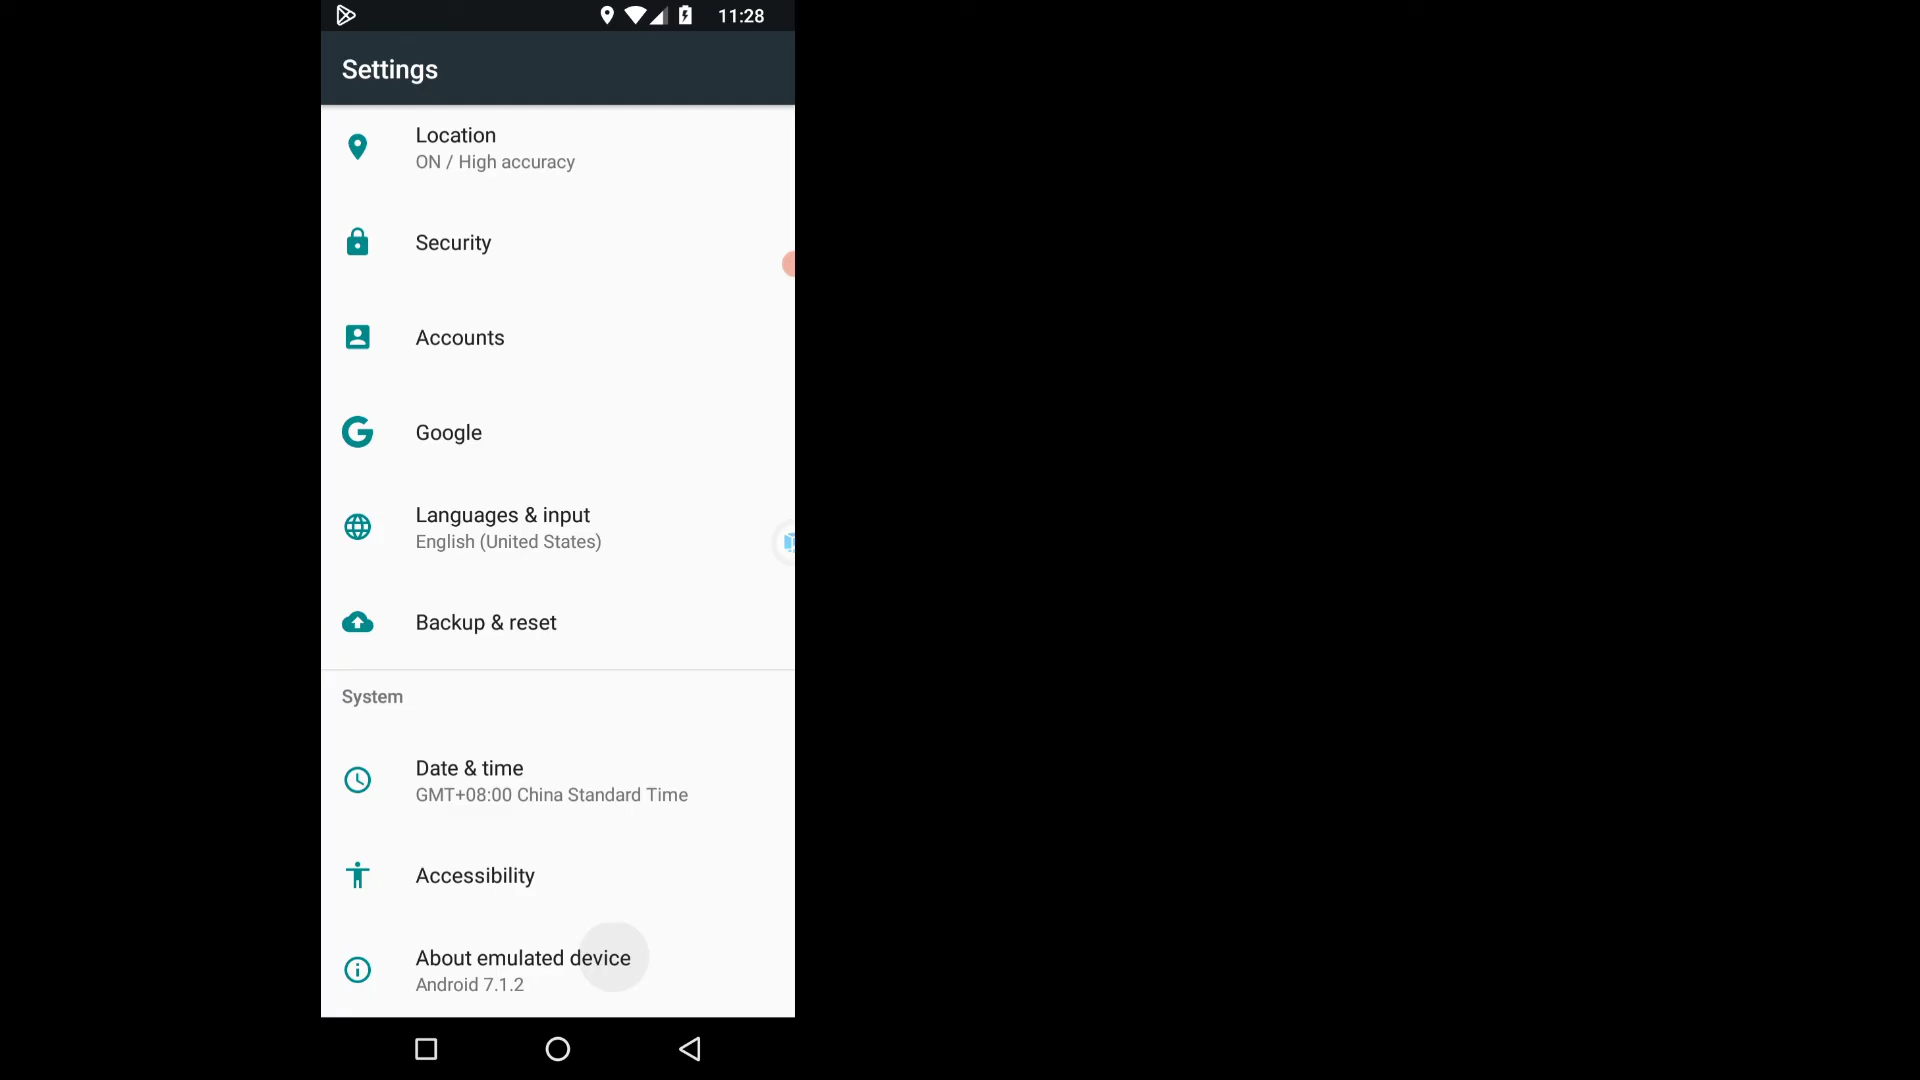 11:28
Settings
Location
ON / High accuracy
Security
Accounts
Google
Languages & input
English (United States)
Backup & reset
System
Date & time
GMT+08:00 China Standard Time
Accessibility
About emulated device
Android 7.1.2